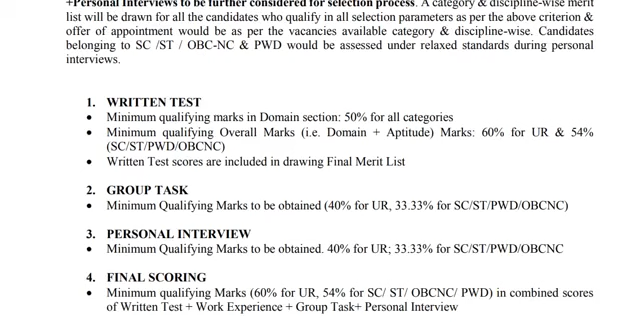 +Personal Interviews to be further considered for selection process. A category & discipline-wise merit
list will be drawn for all the candidates who qualify in all selection parameters as per the above criterion &
offer of appointment would be as per the vacancies available category & discipline-wise. Candidates
belonging to SC /ST / OBC-NC & PWD would be assessed under relaxed standards during personal
interviews.
1. WRITTEN TEST
• Minimum qualifying marks in Domain section: 50% for all categories
• Minimum qualifying Overall Marks (i.e. Domain + Aptitude) Marks: 60% for UR & 54%
(SC/ST/PWD/OBCNC)
• Written Test scores are included in drawing Final Merit List
2. GROUP TASK
• Minimum Qualifying Marks to be obtained (40% for UR, 33.33% for SC/ST/PWD/OBCNC)
3. PERSONAL INTERVIEW
• Minimum Qualifying Marks to be obtained. 40% for UR; 33.33% for SC/ST/PWD/OBCNC
4. FINAL SCORING
• Minimum qualifying Marks (60% for UR, 54% for SC/ ST/ OBCNC/ PWD) in combined scores
of Written Test + Work Experience + Group Task+ Personal Interview